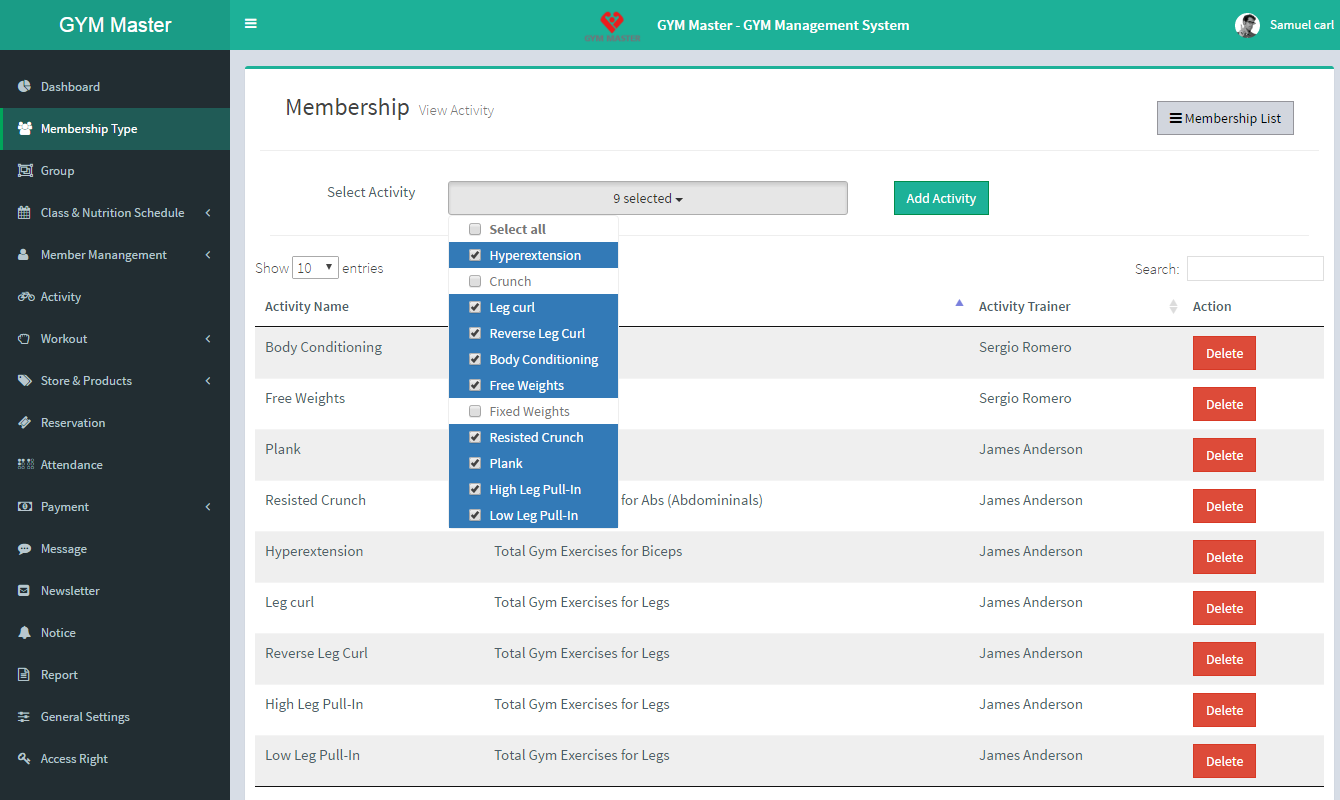 GYM Master
GYM MASTER
GYM Master - GYM Management System
Samuel carl
Dashboard
Membership Type
Group
Class & Nutrition Schedule
Member Manangement
Activity
Workout
Store & Products
Reservation
Attendance
Payment
Message
Newsletter
Notice
Report
General Settings
Access Right
Membership View Activity
Membership List
Select Activity
9 selected
Add Activity
Select all
Hyperextension
Crunch
Leg curl
Reverse Leg Curl
Body Conditioning
Free Weights
Fixed Weights
Resisted Crunch
Plank
High Leg Pull-In
Low Leg Pull-In
Show 10 entries
Search:
Activity Name Activity Trainer Action
Body Conditioning Sergio Romero Delete
Free Weights Sergio Romero Delete
Plank James Anderson Delete
Resisted Crunch for Abs (Abdomininals) James Anderson Delete
Hyperextension Total Gym Exercises for Biceps James Anderson Delete
Leg curl Total Gym Exercises for Legs James Anderson Delete
Reverse Leg Curl Total Gym Exercises for Legs James Anderson Delete
High Leg Pull-In Total Gym Exercises for Legs James Anderson Delete
Low Leg Pull-In Total Gym Exercises for Legs James Anderson Delete